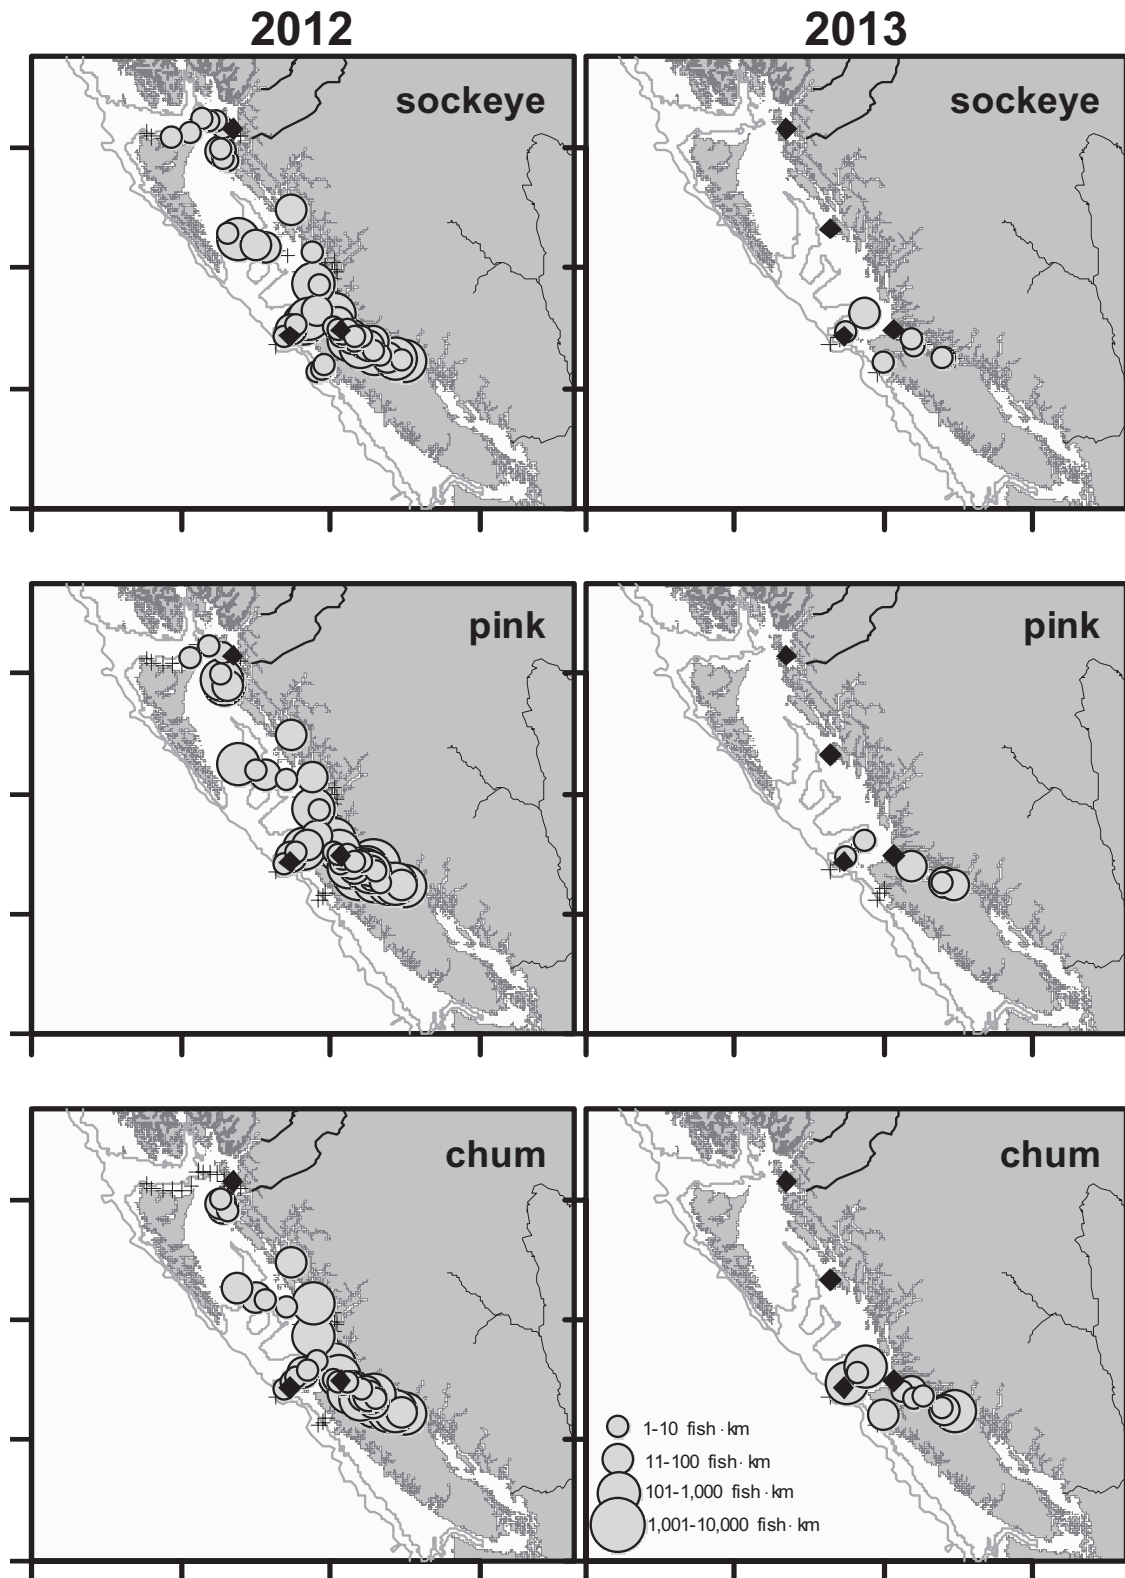 2012
2013
sockeye
sockeye
pink
pink
chum
chum
1-10 fish·km
11-100 fish·km
101-1,000 fish·km
1,001-10,000 fish·km